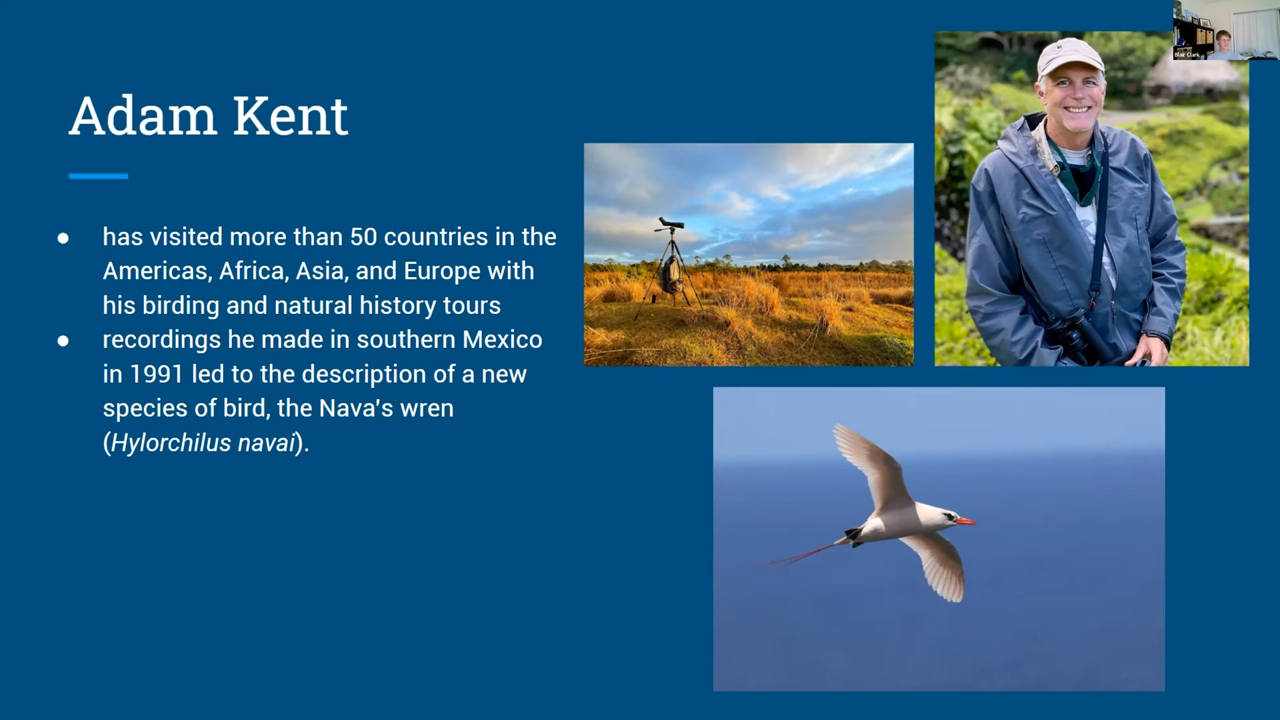 Adam Kent
● has visited more than 50 countries in the
Americas, Africa, Asia, and Europe with
his birding and natural history tours
● recordings he made in southern Mexico
in 1991 led to the description of a new
species of bird, the Nava's wren
(Hylorchilus navai).
Blair Clark